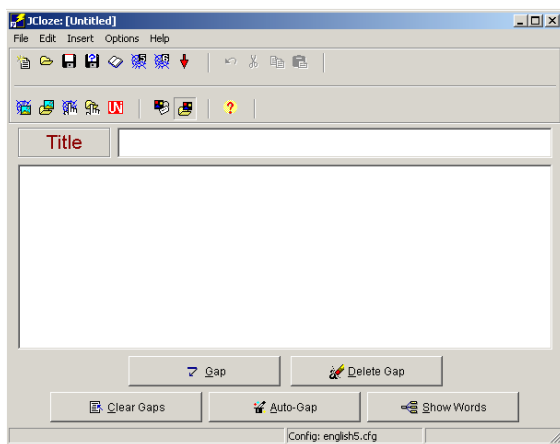 JCloze: [Untitled]
File Edit Insert Options Help
Title
Gap Delete Gap
Clear Gaps Auto-Gap Show Words
Config: english5.cfg